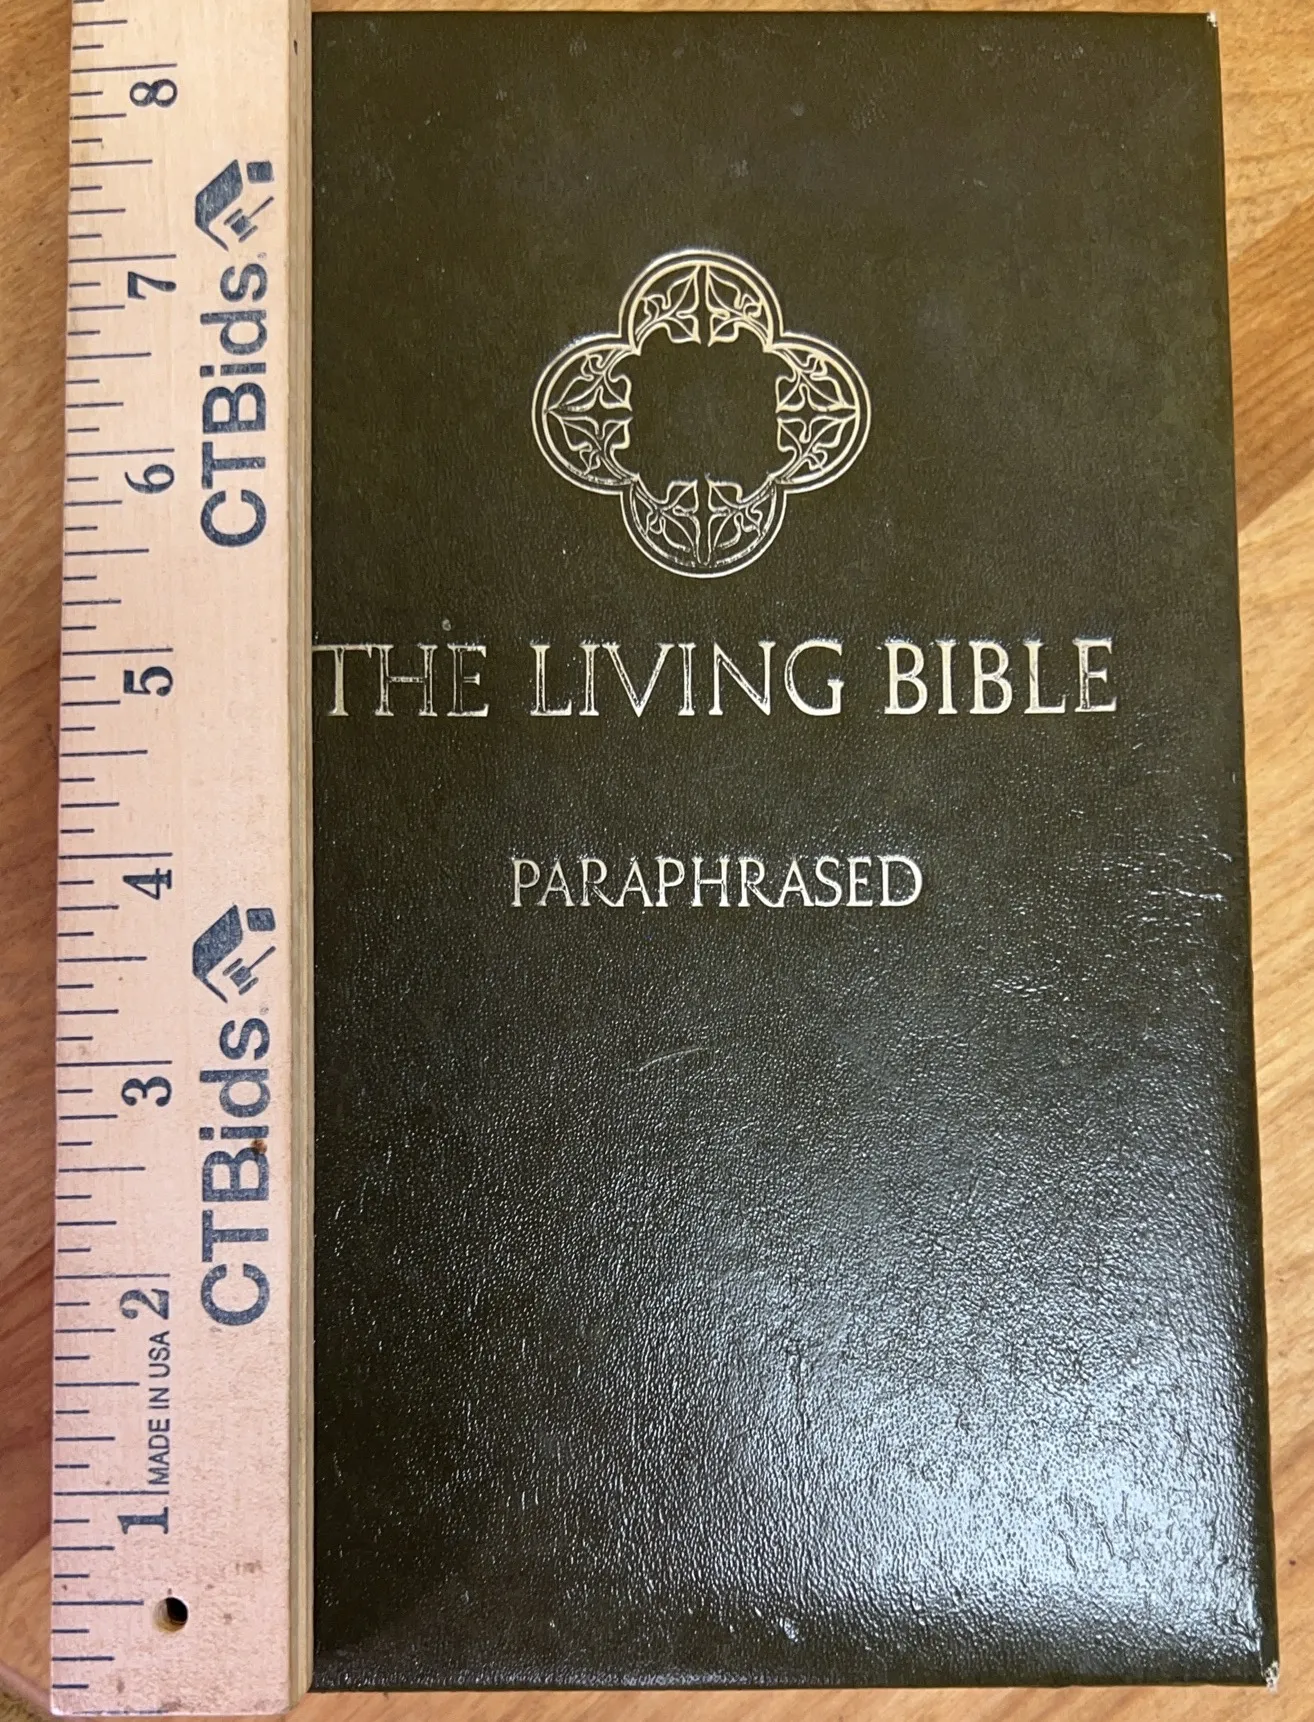 THE LIVING BIBLE
PARAPHRASED
8
7
6
5
4
3
2
1
MADE IN USA
CTBids
CTBids